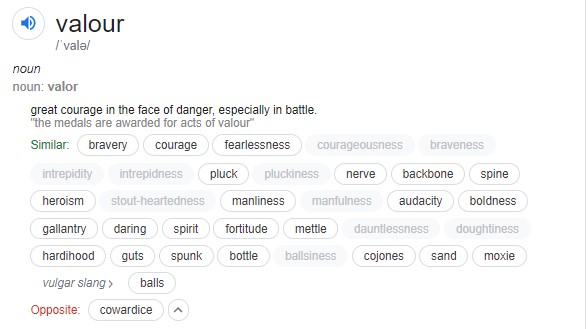 valour
/ˈvalə/
noun
noun: valor
great courage in the face of danger, especially in battle.
"the medals are awarded for acts of valour"
Similar: bravery courage fearlessness courageousness braveness
intrepidity intrepidness pluck pluckiness nerve backbone spine
heroism stout-heartedness manliness manfulness audacity boldness
gallantry daring spirit fortitude mettle dauntlessness doughtiness
hardihood guts spunk bottle ballsiness cojones sand moxie
vulgar slang balls
Opposite: cowardice